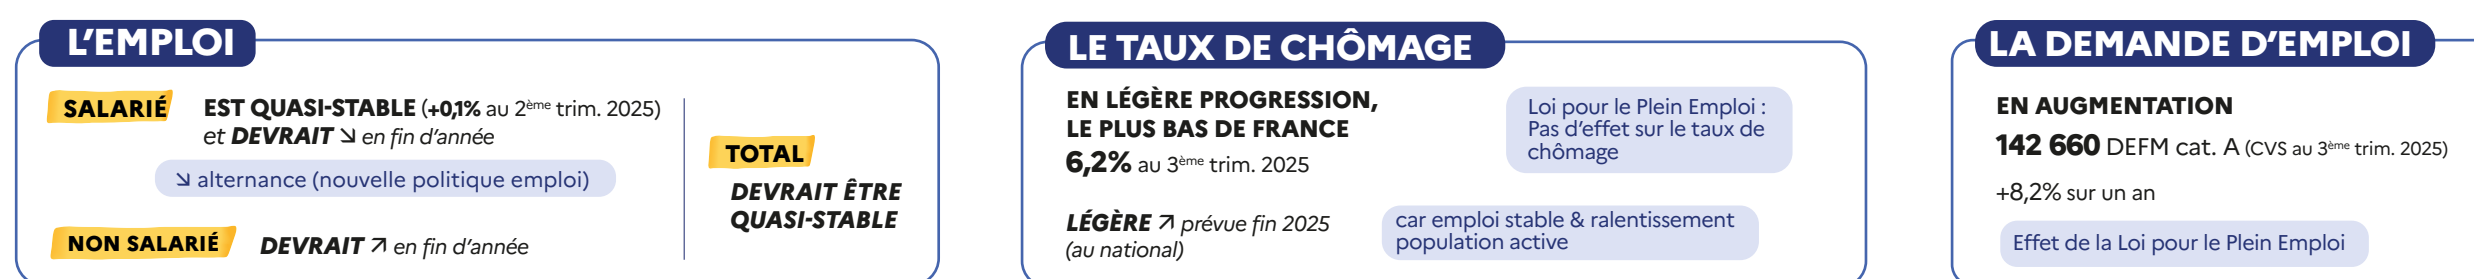 L'EMPLOI
SALARIÉ
EST QUASI-STABLE (+0,1% au 2ème trim. 2025)
et DEVRAIT ↘ en fin d'année
↘ alternance (nouvelle politique emploi)
NON SALARIÉ
DEVRAIT ↗ en fin d'année
TOTAL
DEVRAIT ÊTRE
QUASI-STABLE
LE TAUX DE CHÔMAGE
EN LÉGÈRE PROGRESSION,
LE PLUS BAS DE FRANCE
6,2% au 3ème trim. 2025
Loi pour le Plein Emploi :
Pas d'effet sur le taux de
chômage
LÉGÈRE ↗ prévue fin 2025
(au national)
car emploi stable & ralentissement
population active
LA DEMANDE D'EMPLOI
EN AUGMENTATION
142 660 DEFM cat. A (CVS au 3ème trim. 2025)
+8,2% sur un an
Effet de la Loi pour le Plein Emploi